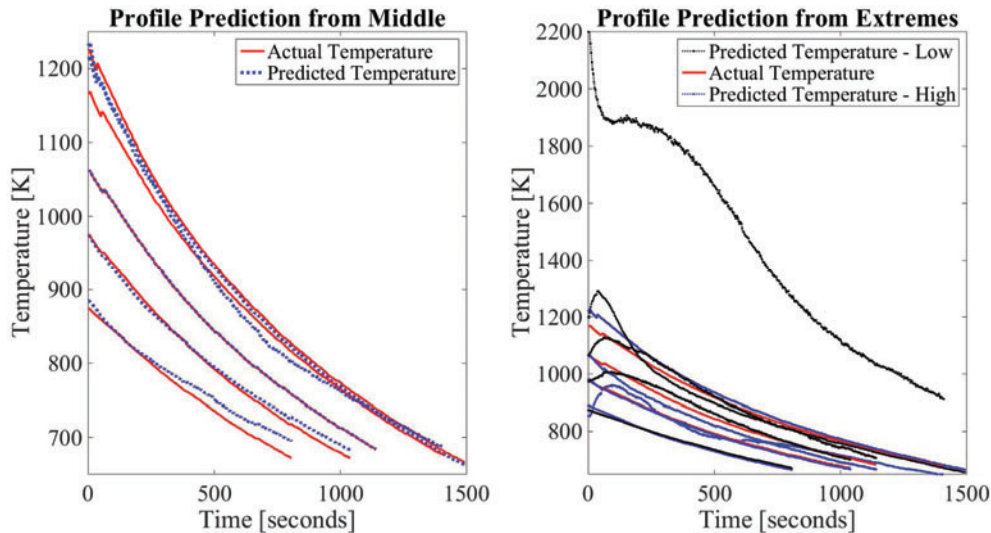 Profile Prediction from Middle
Actual Temperature
Predicted Temperature
Temperature [K]
1200
1100
1000
900
800
700
0
500
1000
1500
Time [seconds]
Profile Prediction from Extremes
Predicted Temperature - Low
Actual Temperature
Predicted Temperature - High
Temperature [K]
2200
2000
1800
1600
1400
1200
1000
800
0
500
1000
1500
Time [seconds]